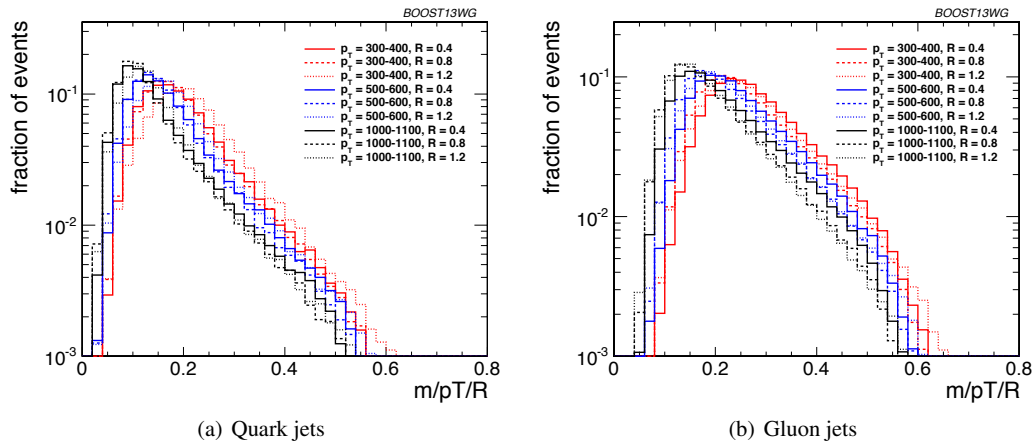 BOOST13WG
fraction of events
10⁻¹
10⁻²
10⁻³
p_T = 300-400, R = 0.4
p_T = 300-400, R = 0.8
p_T = 300-400, R = 1.2
p_T = 500-600, R = 0.4
p_T = 500-600, R = 0.8
p_T = 500-600, R = 1.2
p_T = 1000-1100, R = 0.4
p_T = 1000-1100, R = 0.8
p_T = 1000-1100, R = 1.2
0 0.2 0.4 0.6 0.8
m/pT/R
(a) Quark jets
BOOST13WG
fraction of events
10⁻¹
10⁻²
10⁻³
p_T = 300-400, R = 0.4
p_T = 300-400, R = 0.8
p_T = 300-400, R = 1.2
p_T = 500-600, R = 0.4
p_T = 500-600, R = 0.8
p_T = 500-600, R = 1.2
p_T = 1000-1100, R = 0.4
p_T = 1000-1100, R = 0.8
p_T = 1000-1100, R = 1.2
0 0.2 0.4 0.6 0.8
m/pT/R
(b) Gluon jets